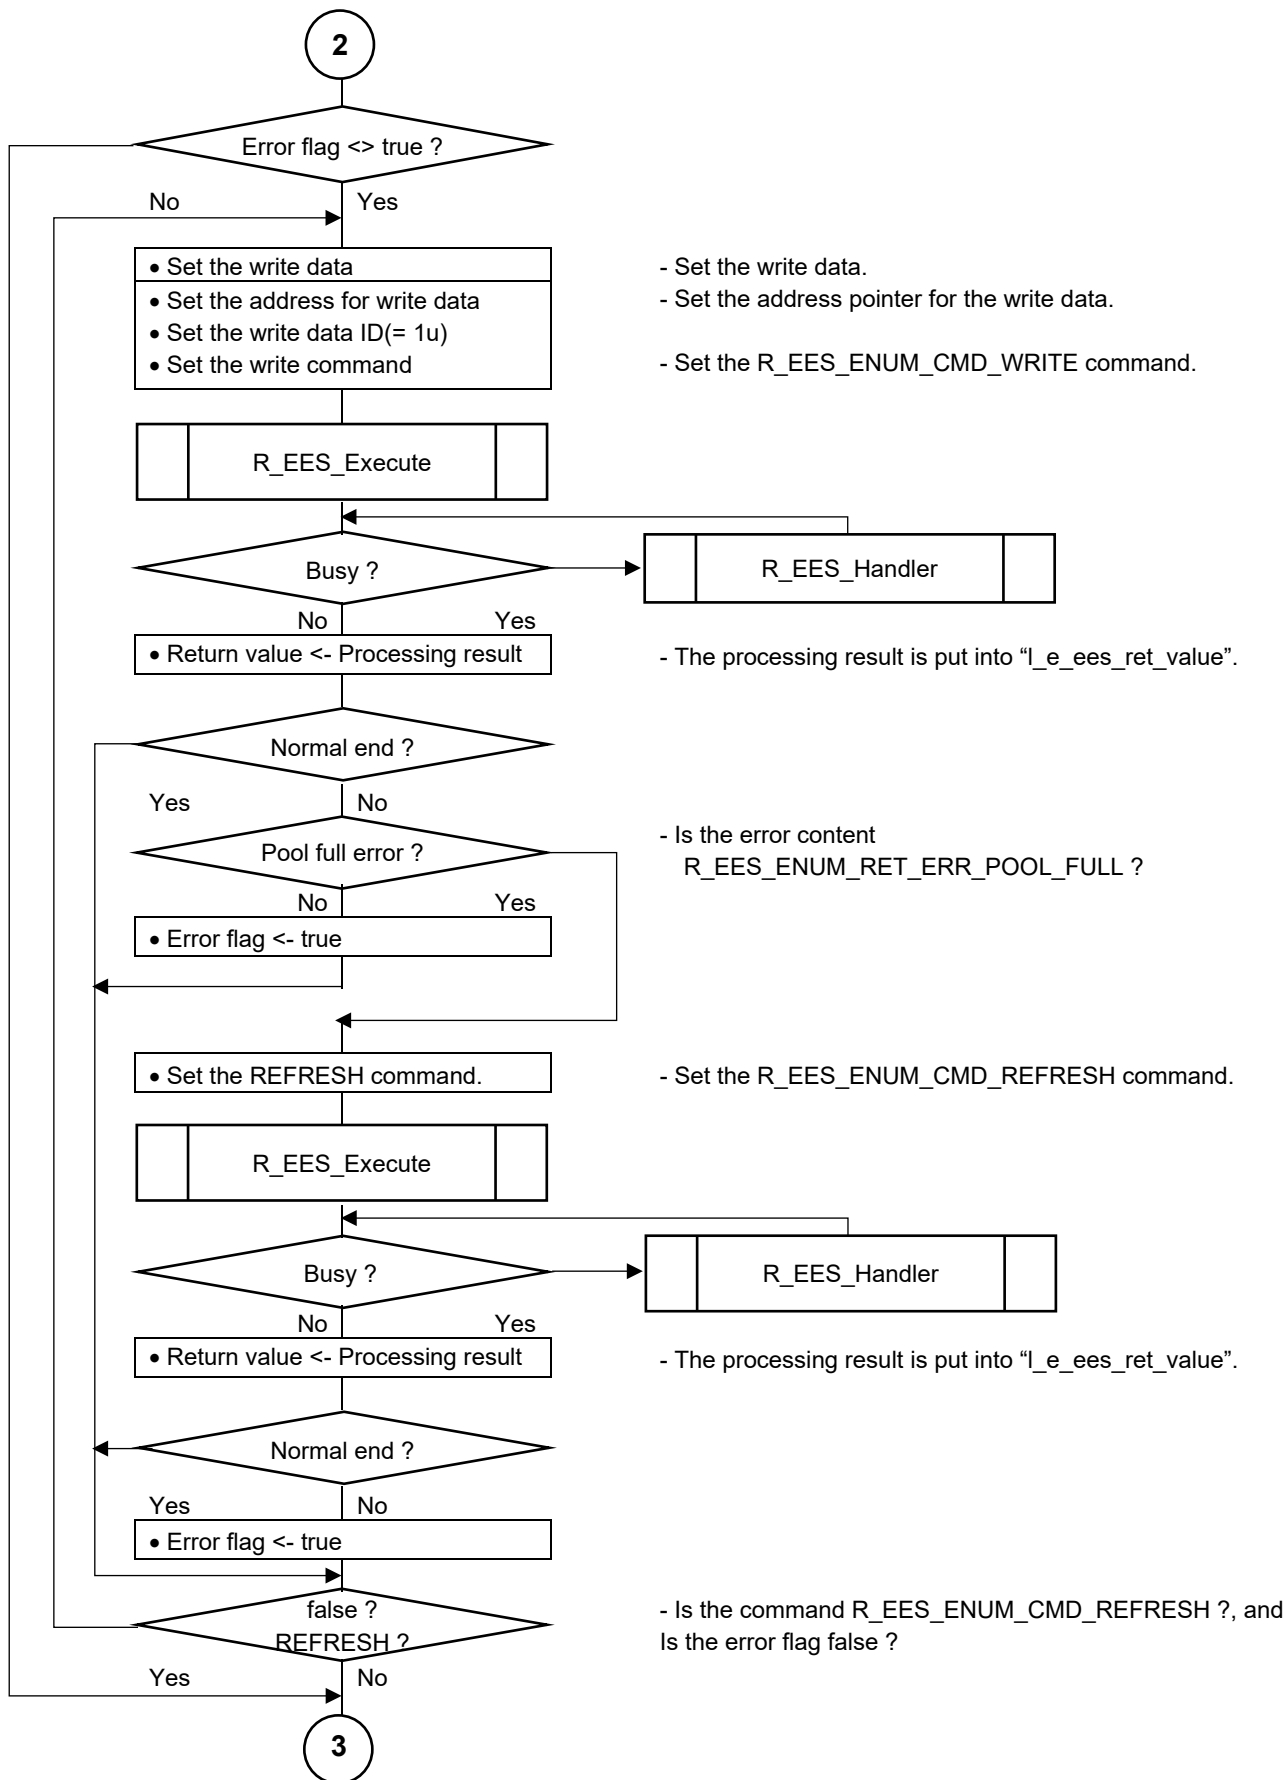 2
Error flag <> true ?
No
Yes
• Set the write data
- Set the write data.
• Set the address for write data
- Set the address pointer for the write data.
• Set the write data ID(= 1u)
• Set the write command
- Set the R_EES_ENUM_CMD_WRITE command.
R_EES_Execute
Busy ?
R_EES_Handler
No
Yes
• Return value <- Processing result
- The processing result is put into “l_e_ees_ret_value”.
Normal end ?
Yes
No
- Is the error content
Pool full error ?
R_EES_ENUM_RET_ERR_POOL_FULL ?
No
Yes
• Error flag <- true
• Set the REFRESH command.
- Set the R_EES_ENUM_CMD_REFRESH command.
R_EES_Execute
Busy ?
R_EES_Handler
No
Yes
• Return value <- Processing result
- The processing result is put into “l_e_ees_ret_value”.
Normal end ?
Yes
No
• Error flag <- true
false ?
- Is the command R_EES_ENUM_CMD_REFRESH ?, and
REFRESH ?
Is the error flag false ?
Yes
No
3